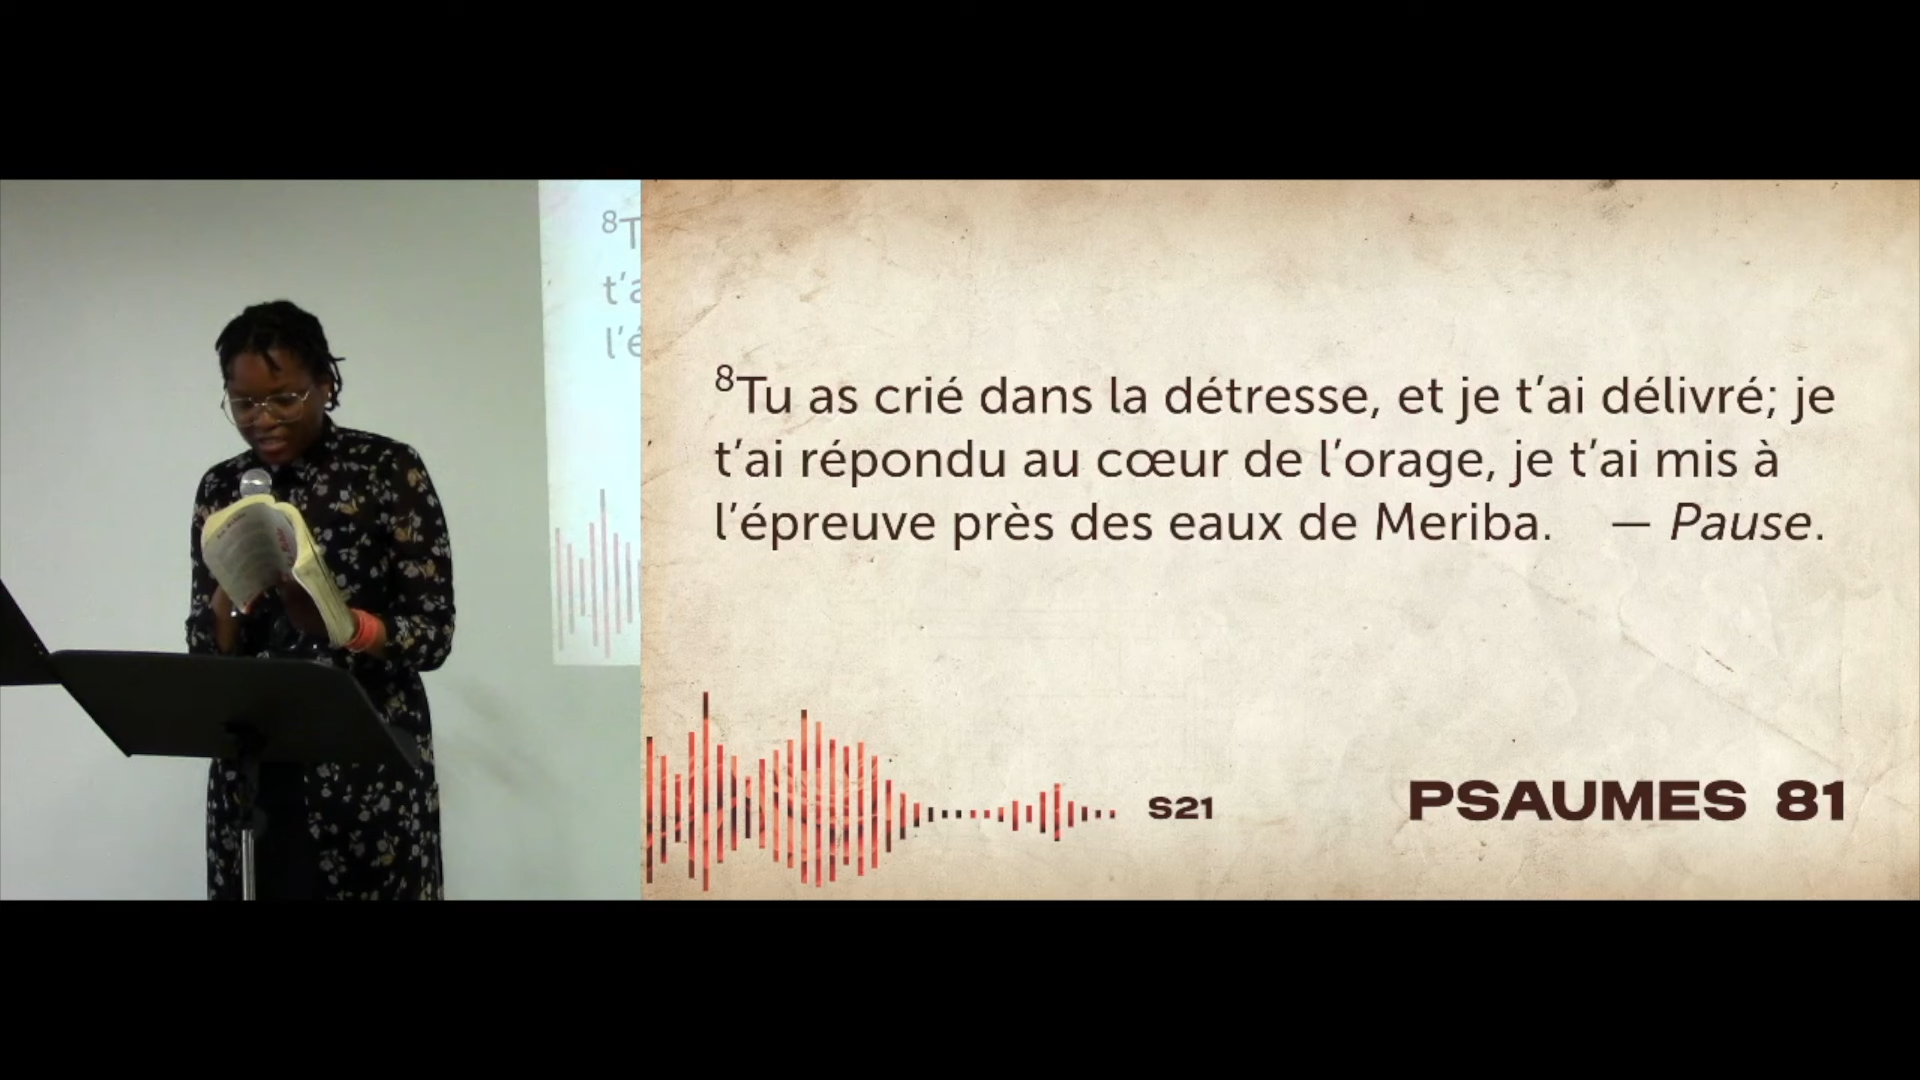 ⁸T
t’a
l’é
⁸Tu as crié dans la détresse, et je t’ai délivré; je
t’ai répondu au cœur de l’orage, je t’ai mis à
l’épreuve près des eaux de Meriba. — Pause.
S21
PSAUMES 81